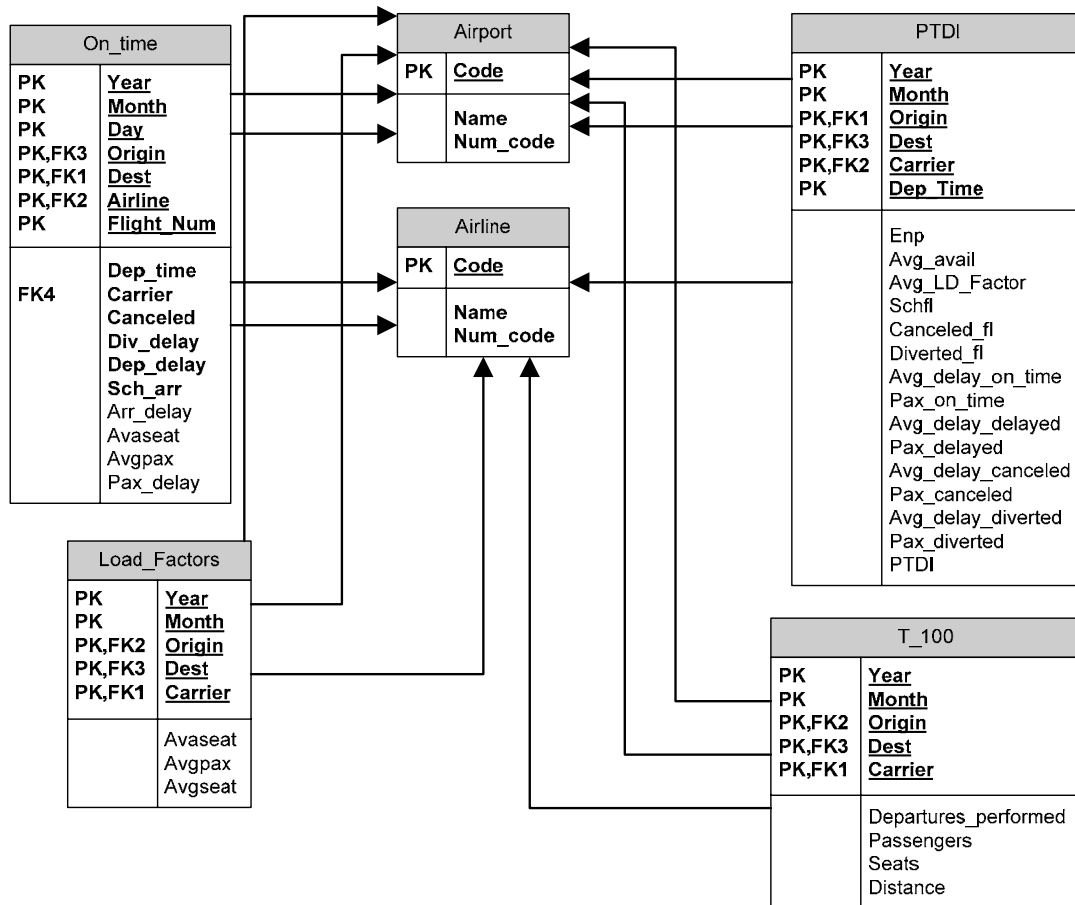 On_time
PK Year
PK Month
PK Day
PK,FK3 Origin
PK,FK1 Dest
PK,FK2 Airline
PK Flight_Num
Dep_time
FK4 Carrier
Canceled
Div_delay
Dep_delay
Sch_arr
Arr_delay
Avaseat
Avgpax
Pax_delay
Airport
PK Code
Name
Num_code
Airline
PK Code
Name
Num_code
PTDI
PK Year
PK Month
PK,FK1 Origin
PK,FK3 Dest
PK,FK2 Carrier
PK Dep_Time
Enp
Avg_avail
Avg_LD_Factor
Schfl
Canceled_fl
Diverted_fl
Avg_delay_on_time
Pax_on_time
Avg_delay_delayed
Pax_delayed
Avg_delay_canceled
Pax_canceled
Avg_delay_diverted
Pax_diverted
PTDI
Load_Factors
PK Year
PK Month
PK,FK2 Origin
PK,FK3 Dest
PK,FK1 Carrier
Avaseat
Avgpax
Avgseat
T_100
PK Year
PK Month
PK,FK2 Origin
PK,FK3 Dest
PK,FK1 Carrier
Departures_performed
Passengers
Seats
Distance